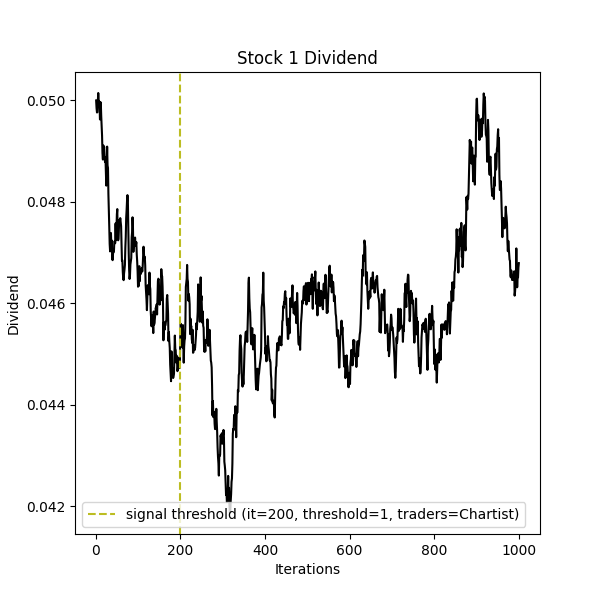 Stock 1 Dividend
0.050
0.048
0.046
0.044
0.042
Dividend
signal threshold (it=200, threshold=1, traders=Chartist)
0
200
400
600
800
1000
Iterations